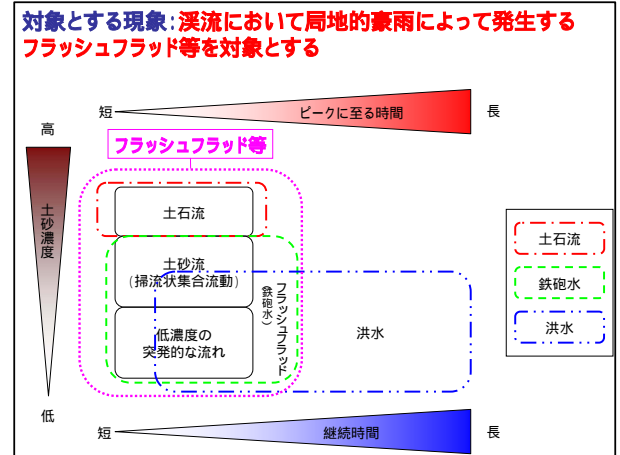 対象とする現象:渓流において局地的豪雨によって発生する
フラッシュフラッド等を対象とする
短
ピークに至る時間
長
高
フラッシュフラッド等
土砂濃度
土石流
土砂流
(掃流状集合流動)
フラッシュフラッド
(鉄砲水)
低濃度の
突発的な流れ
洪水
土石流
鉄砲水
洪水
低
短
継続時間
長